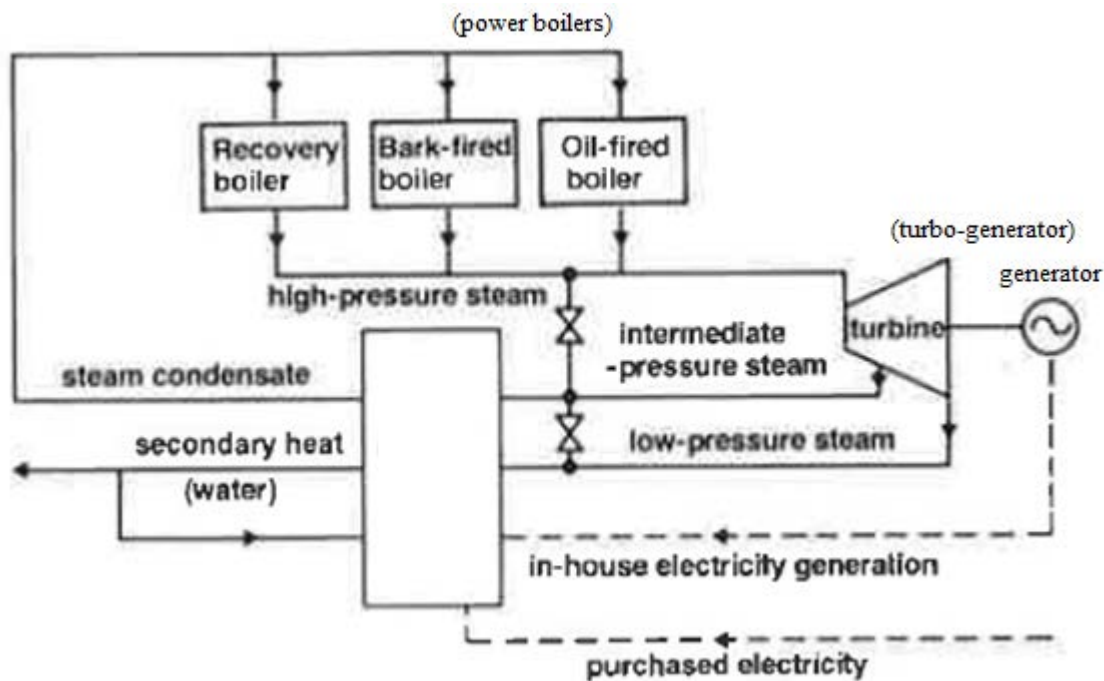 (power boilers)
Recovery
boiler
Bark-fired
boiler
Oil-fired
boiler
(turbo-generator)
generator
high-pressure steam
turbine
intermediate
-pressure steam
steam condensate
low-pressure steam
secondary heat
(water)
in-house electricity generation
purchased electricity